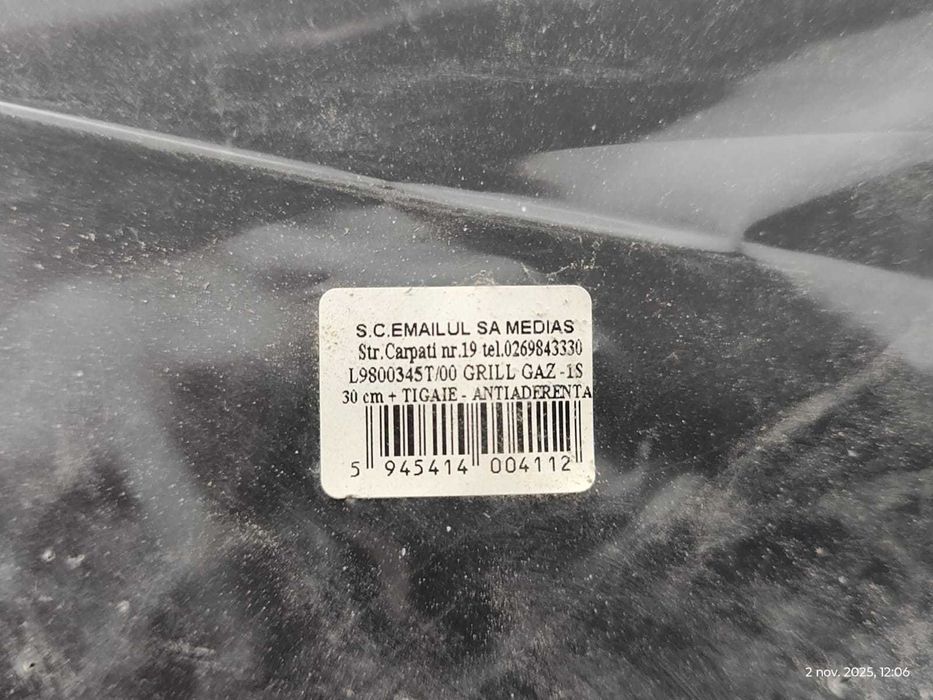 S.C.EMAILUL SA MEDIAS
Str.Carpati nr.19 tel.0269843330
L9800345T/00 GRILL GAZ -1S
30 cm + TIGAIE - ANTIADERENTA
5 945414 004112
2 nov. 2025, 12:06